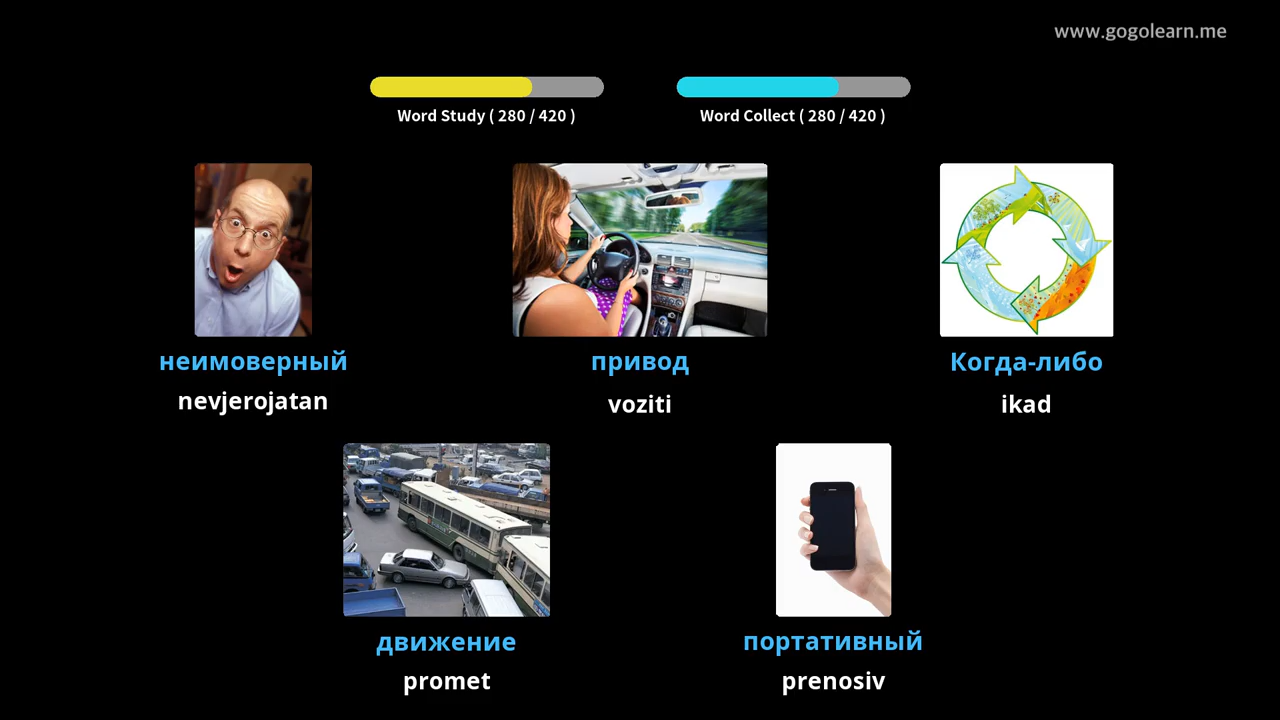 www.gogolearn.me
Word Study ( 280 / 420 )
Word Collect ( 280 / 420 )
неимоверный
nevjerojatan
привод
voziti
Когда-либо
ikad
движение
promet
портативный
prenosiv